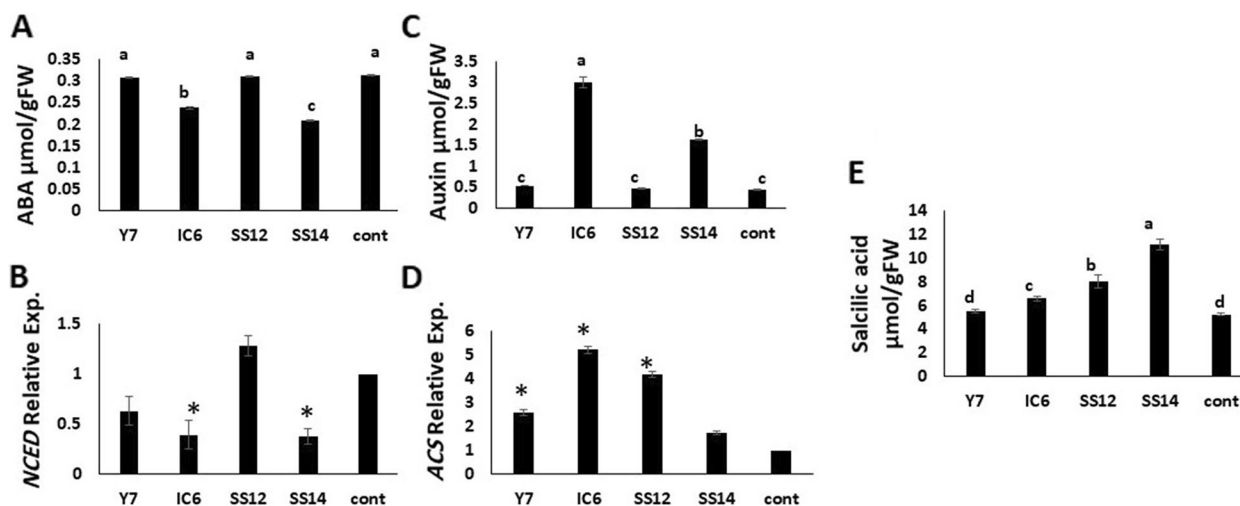 A
ABA µmol/gFW
0.35
0.3
0.25
0.2
0.15
0.1
0.05
0
a
b
a
c
a
Y7 IC6 SS12 SS14 cont
C
Auxin µmol/gFW
3.5
3
2.5
2
1.5
1
0.5
0
c
a
c
b
c
Y7 IC6 SS12 SS14 cont
B
NCED Relative Exp.
1.5
1
0.5
0
*
*
Y7 IC6 SS12 SS14 cont
D
ACS Relative Exp.
6
5
4
3
2
1
0
*
*
*
Y7 IC6 SS12 SS14 cont
E
Salcilic acid
µmol/gFW
14
12
10
8
6
4
2
0
d
c
b
a
d
Y7 IC6 SS12 SS14 cont